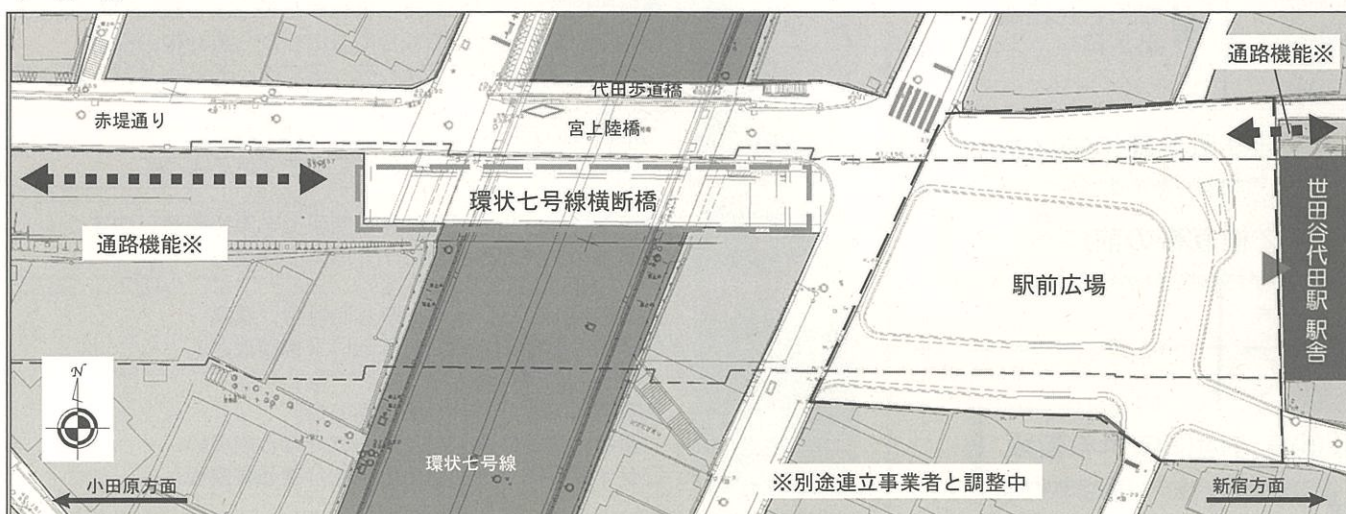 通路機能※
代田歩道橋
赤堤通り
宮上陸橋
環状七号線横断橋
世田谷代田駅 駅舎
通路機能※
駅前広場
N
環状七号線
※別途連立事業者と調整中
小田原方面
新宿方面